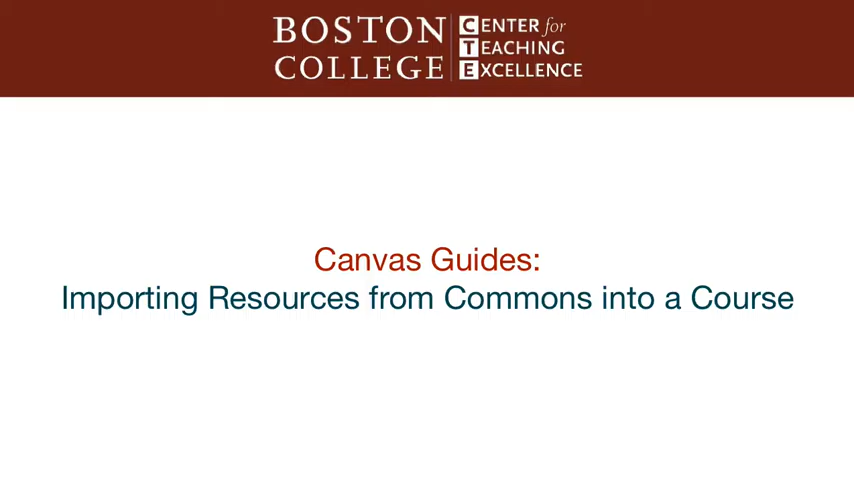 BOSTON COLLEGE
CENTER for TEACHING EXCELLENCE
Canvas Guides:
Importing Resources from Commons into a Course